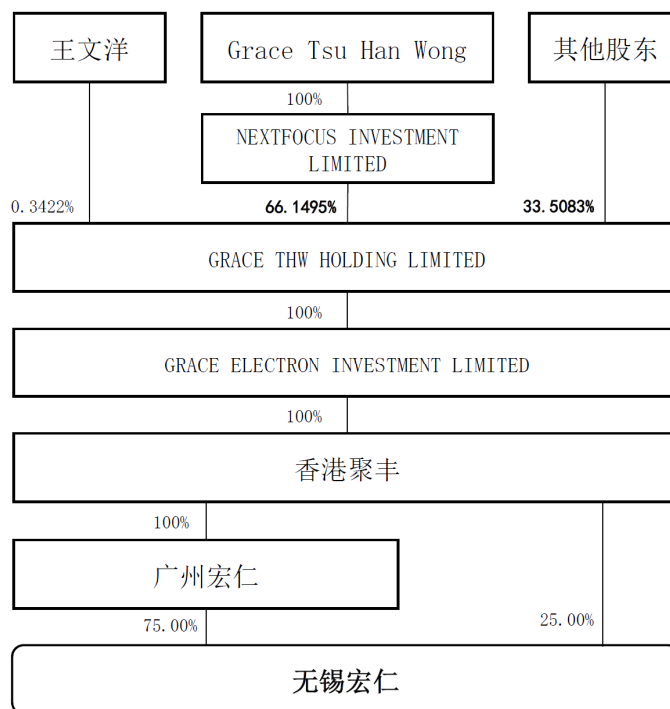 王文洋
Grace Tsu Han Wong
其他股东
100%
NEXTFOCUS INVESTMENT
LIMITED
0.3422%
66.1495%
33.5083%
GRACE THW HOLDING LIMITED
100%
GRACE ELECTRON INVESTMENT LIMITED
100%
香港聚丰
100%
广州宏仁
75.00%
25.00%
无锡宏仁